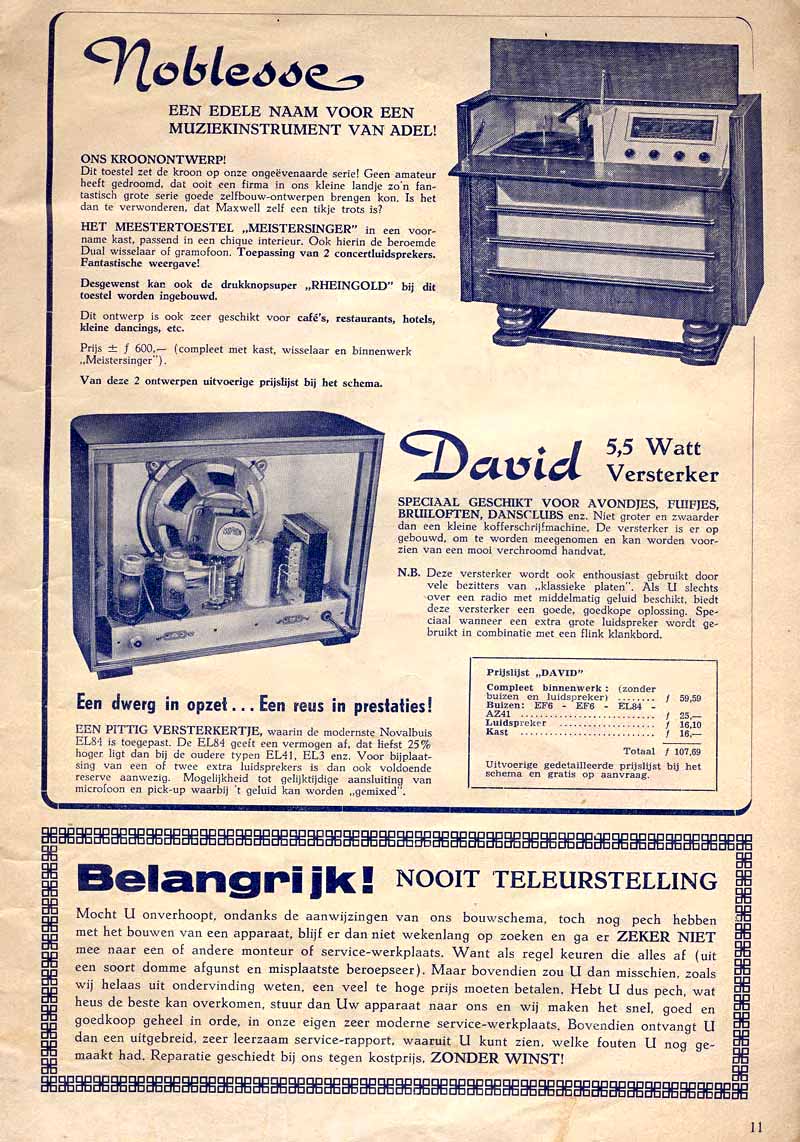 Noblesse
EEN EDELE NAAM VOOR EEN
MUZIEKINSTRUMENT VAN ADEL!
ONS KROONONTWERP!
Dit toestel zet de kroon op onze ongeëvenaarde serie! Geen amateur
heeft gedroomd, dat ooit een firma in ons kleine landje zo'n fan-
tastisch grote serie goede zelfbouw-ontwerpen brengen kon. Is het
dan te verwonderen, dat Maxwell zelf een tikje trots is?
HET MEESTERTOESTEL „MEISTERSINGER” in een voor-
name kast, passend in een chique interieur. Ook hierin de beroemde
Dual wisselaar of gramofoon. Toepassing van 2 concertluidsprekers.
Fantastische weergave!
Desgewenst kan ook de drukknopsuper „RHEINGOLD” bij dit
toestel worden ingebouwd.
Dit ontwerp is ook zeer geschikt voor café's, restaurants, hotels,
kleine dancings, etc.
Prijs ± ƒ 600,— (compleet met kast, wisselaar en binnenwerk
„Meistersinger”).
Van deze 2 ontwerpen uitvoerige prijslijst bij het schema.
David 5,5 Watt
Versterker
SPECIAAL GESCHIKT VOOR AVONDJES, FUIFJES,
BRUILOFTEN, DANSCLUBS enz. Niet groter en zwaarder
dan een kleine kofferschrijfmachine. De versterker is er op
gebouwd, om te worden meegenomen en kan worden voor-
zien van een mooi verchroomd handvat.
N.B. Deze versterker wordt ook enthousiast gebruikt door
vele bezitters van „klassieke platen”. Als U slechts
over een radio met middelmatig geluid beschikt, biedt
deze versterker een goede, goedkope oplossing. Spe-
ciaal wanneer een extra grote luidspreker wordt ge-
bruikt in combinatie met een flink klankbord.
Een dwerg in opzet... Een reus in prestaties!
EEN PITTIG VERSTERKERTJE, waarin de modernste Novalbuis
EL84 is toegepast. De EL84 geeft een vermogen af, dat liefst 25%
hoger ligt dan bij de oudere typen EL41, EL3 enz. Voor bijplaat-
sing van een of twee extra luidsprekers is dan ook voldoende
reserve aanwezig. Mogelijkheid tot gelijktijdige aansluiting van
microfoon en pick-up waarbij 't geluid kan worden „gemixed”.
Prijslijst „DAVID”
Compleet binnenwerk: (zonder
buizen en luidspreker) ........ ƒ 59,59
Buizen: EF6 - EF6 - EL84 -
AZ41 ........................ ƒ 25,—
Luidspreker ................. ƒ 16,10
Kast ........................ ƒ 16,—
Totaal ƒ 107,69
Uitvoerige gedetailleerde prijslijst bij het
schema en gratis op aanvraag.
Belangrijk! NOOIT TELEURSTELLING
Mocht U onverhoopt, ondanks de aanwijzingen van ons bouwschema, toch nog pech hebben
met het bouwen van een apparaat, blijf er dan niet wekenlang op zoeken en ga er ZEKER NIET
mee naar een of andere monteur of service-werkplaats. Want als regel keuren die alles af (uit
een soort domme afgunst en misplaatste beroepseer). Maar bovendien zou U dan misschien, zoals
wij helaas uit ondervinding weten, een veel te hoge prijs moeten betalen. Hebt U dus pech, wat
heus de beste kan overkomen, stuur dan Uw apparaat naar ons en wij maken het snel, goed en
goedkoop geheel in orde, in onze eigen zeer moderne service-werkplaats. Bovendien ontvangt U
dan een uitgebreid, zeer leerzaam service-rapport, waaruit U kunt zien, welke fouten U nog ge-
maakt had. Reparatie geschiedt bij ons tegen kostprijs, ZONDER WINST!
11